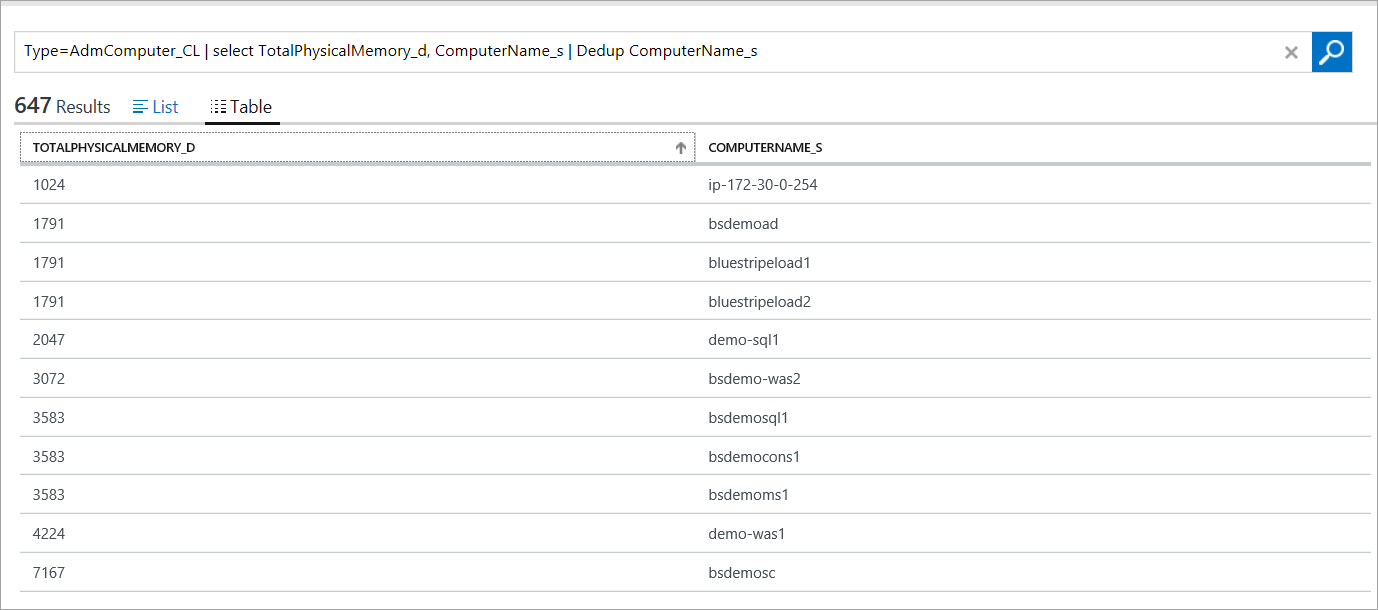 Type=AdmComputer_CL | select TotalPhysicalMemory_d, ComputerName_s | Dedup ComputerName_s
647 Results List Table
TOTALPHYSICALMEMORY_D COMPUTERNAME_S
1024 ip-172-30-0-254
1791 bsdemoad
1791 bluestripeload1
1791 bluestripeload2
2047 demo-sql1
3072 bsdemo-was2
3583 bsdemosql1
3583 bsdemocons1
3583 bsdemoms1
4224 demo-was1
7167 bsdemosc